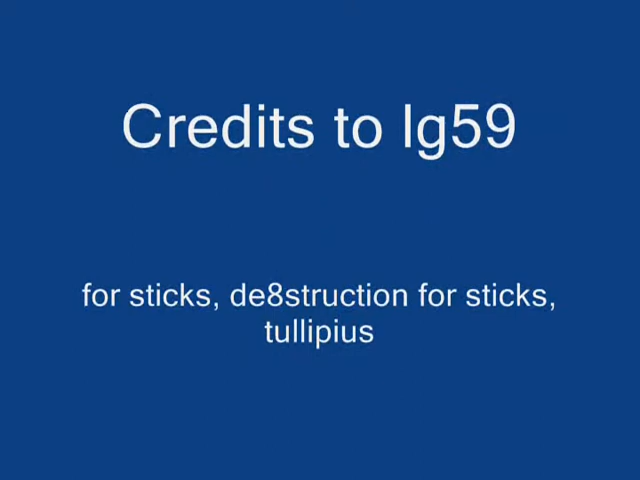 Credits to lg59
for sticks, de8struction for sticks,
tullipius